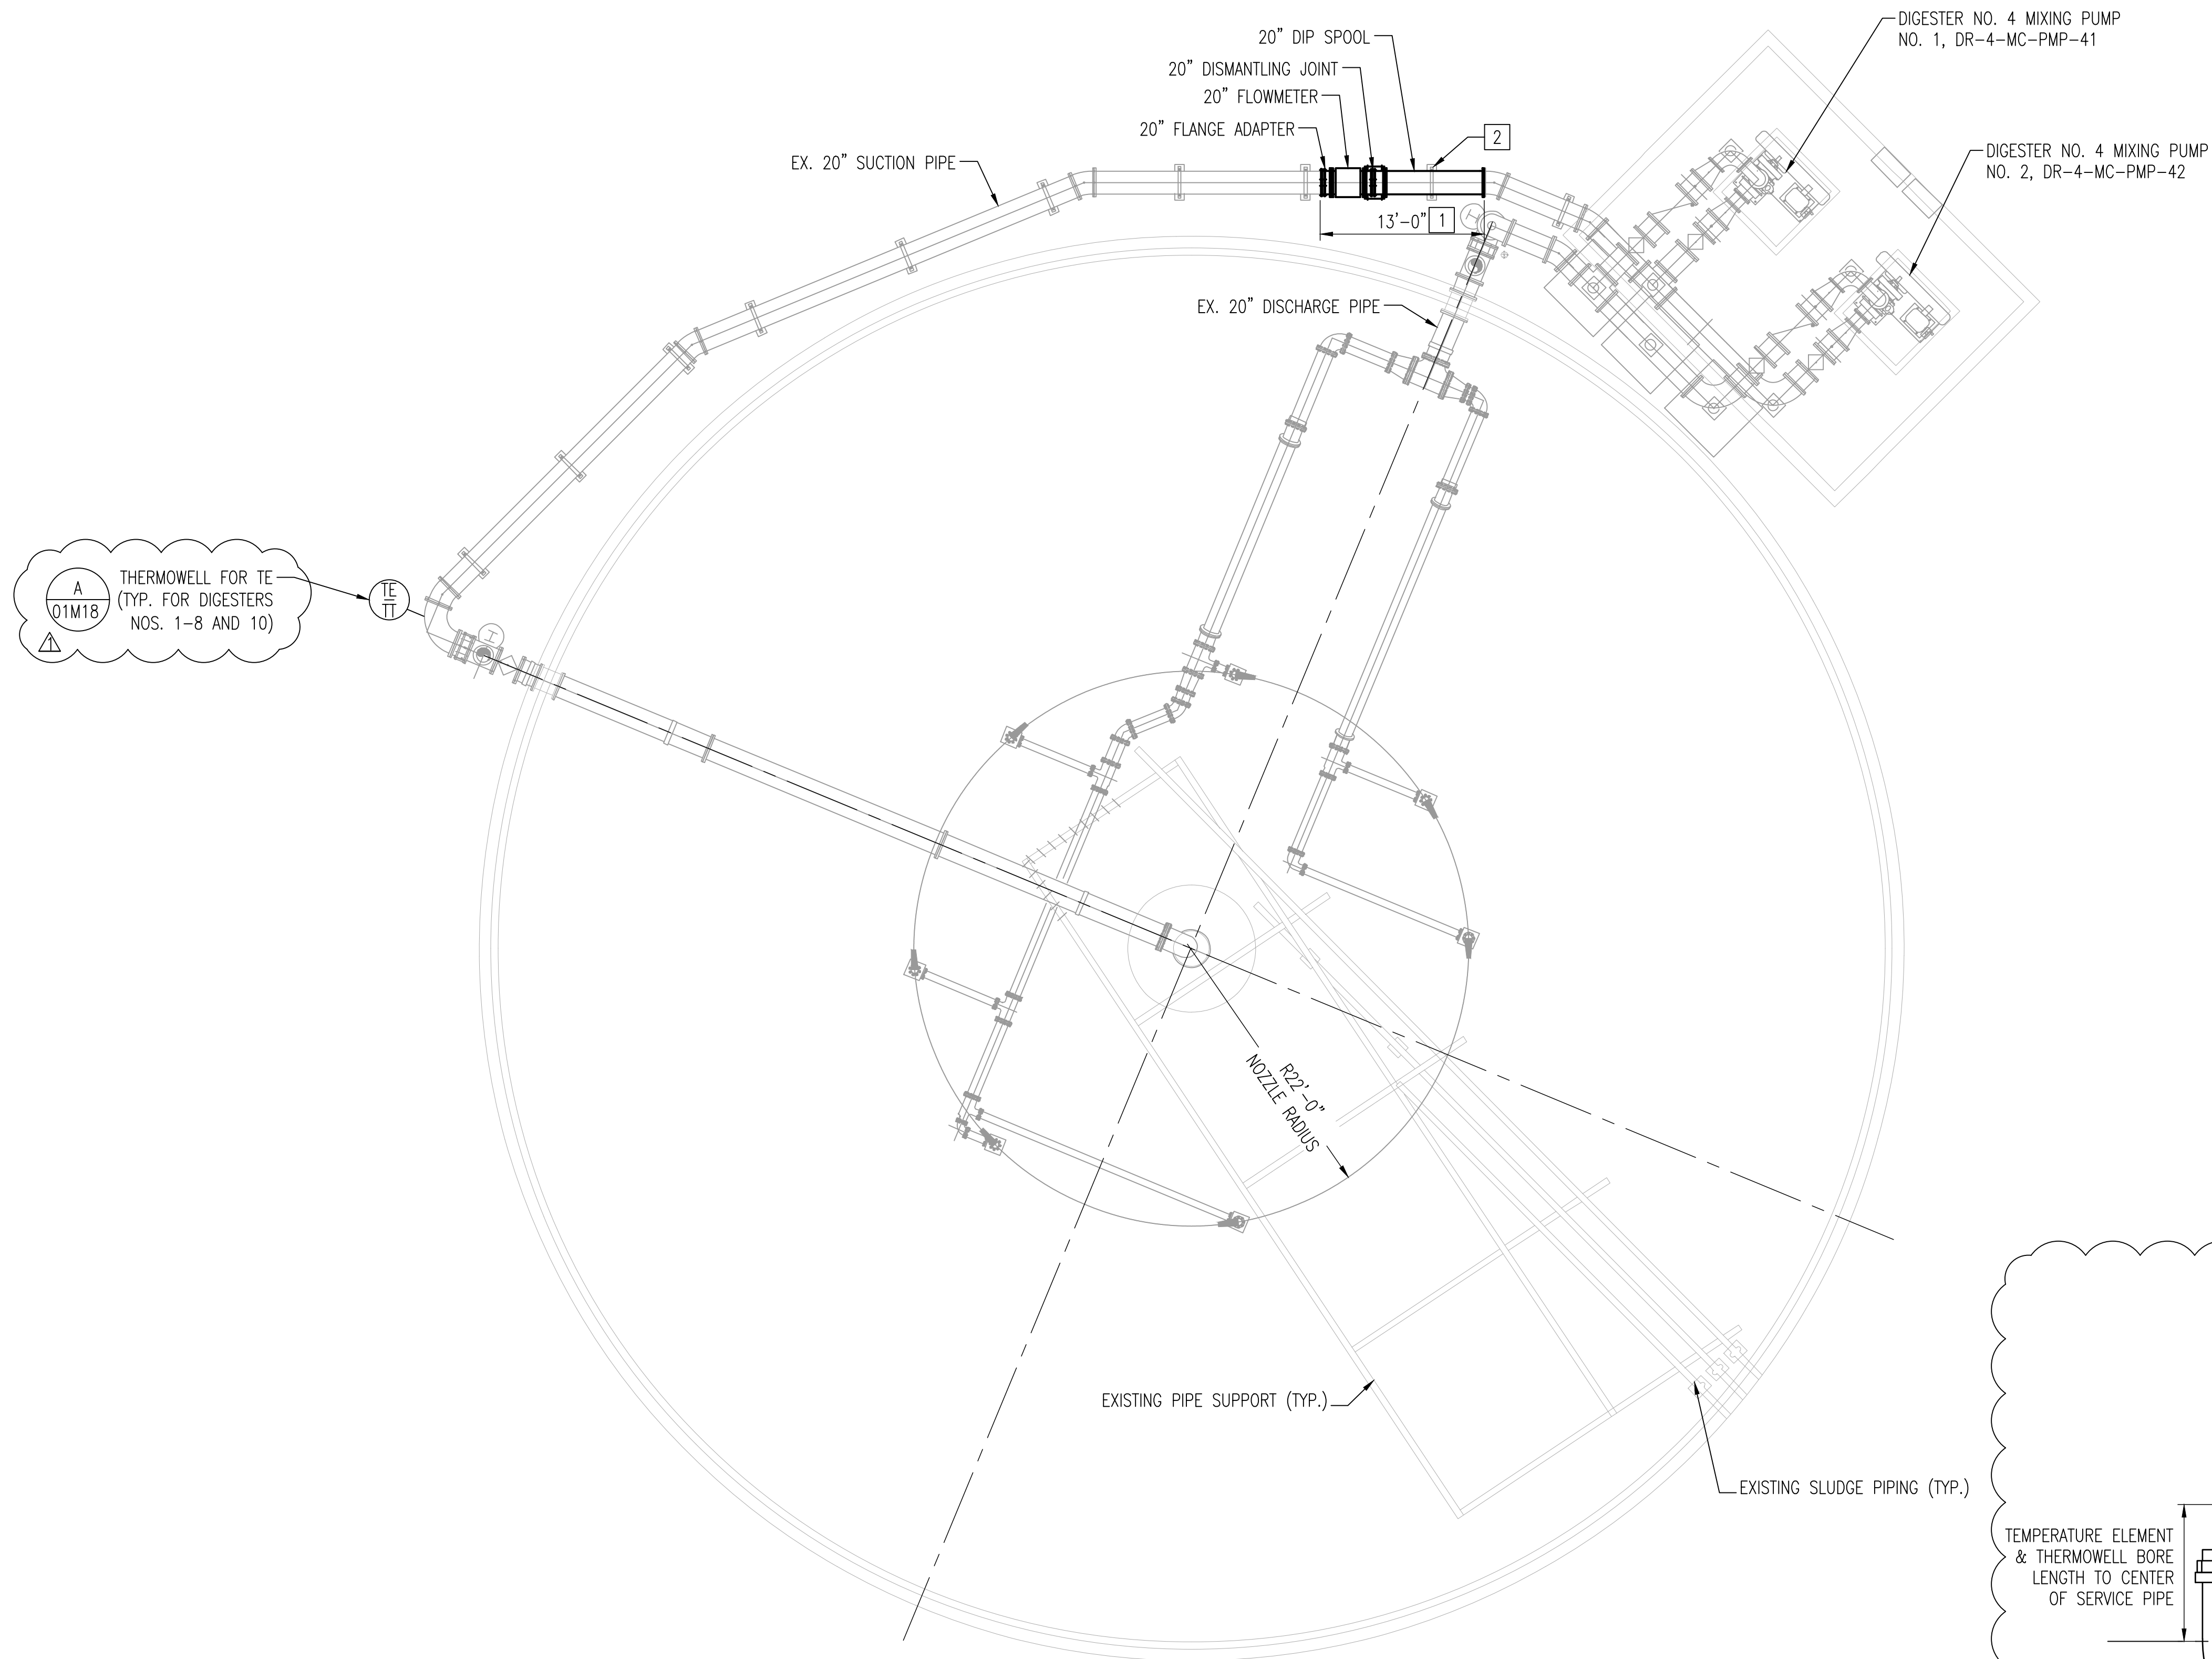 DIGESTER NO. 4 MIXING PUMP
NO. 1, DR-4-MC-PMP-41
20" DIP SPOOL
20" DISMANTLING JOINT
20" FLOWMETER
20" FLANGE ADAPTER
2
DIGESTER NO. 4 MIXING PUMP
NO. 2, DR-4-MC-PMP-42
EX. 20" SUCTION PIPE
13'-0"
1
EX. 20" DISCHARGE PIPE
A
01M18
THERMOWELL FOR TE
(TYP. FOR DIGESTERS
NOS. 1-8 AND 10)
1
TE
TT
R22'-0"
NOZZLE RADIUS
EXISTING PIPE SUPPORT (TYP.)
EXISTING SLUDGE PIPING (TYP.)
TEMPERATURE ELEMENT
& THERMOWELL BORE
LENGTH TO CENTER
OF SERVICE PIPE